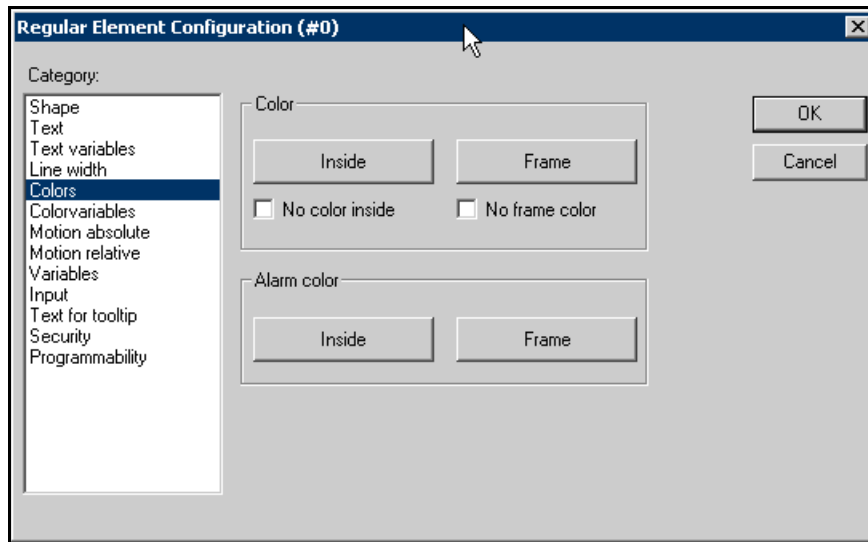 Regular Element Configuration (#0)
Category:
Shape
Text
Text variables
Line width
Colors
Colorvariables
Motion absolute
Motion relative
Variables
Input
Text for tooltip
Security
Programmability
Color
Inside
Frame
No color inside
No frame color
Alarm color
Inside
Frame
OK
Cancel